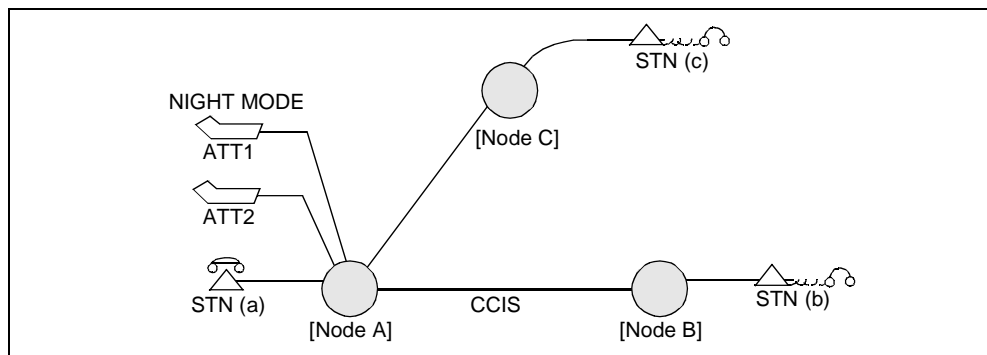 STN (c)
NIGHT MODE
ATT1
[Node C]
ATT2
STN (a)
CCIS
STN (b)
[Node A]
[Node B]